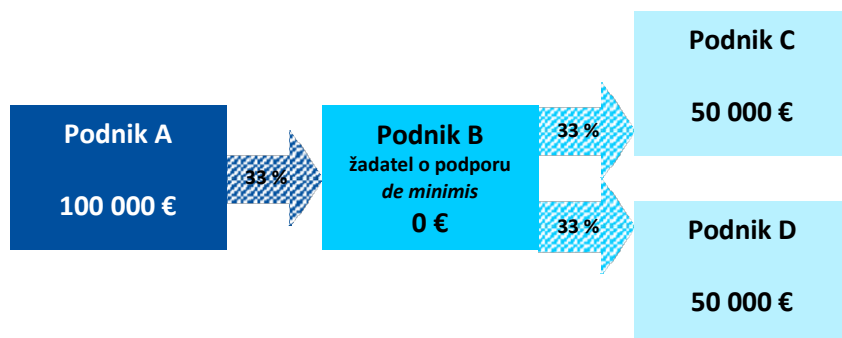 Podnik A
100 000 €
33 %
Podnik B
žadatel o podporu
de minimis
0 €
33 %
33 %
Podnik C
50 000 €
Podnik D
50 000 €